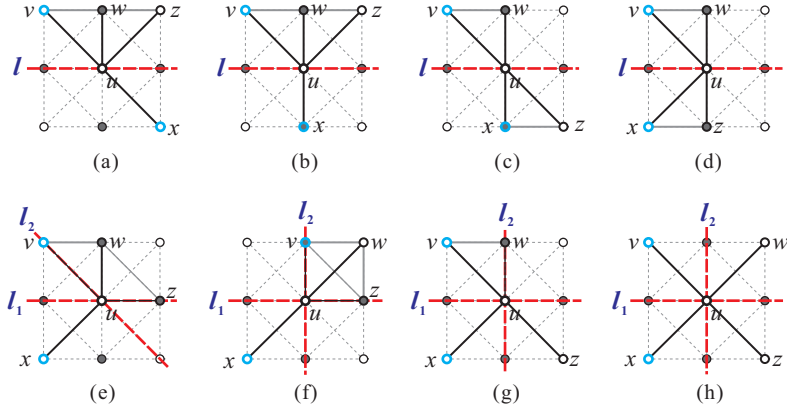 v w z v w z v w v w
l u l u l u l u
x x x z x z
(a) (b) (c) (d)
l2 l2 l2 l2
v w v w v w v w
l1 u z l1 u z l1 u l1 u
x x x z x z
(e) (f) (g) (h)